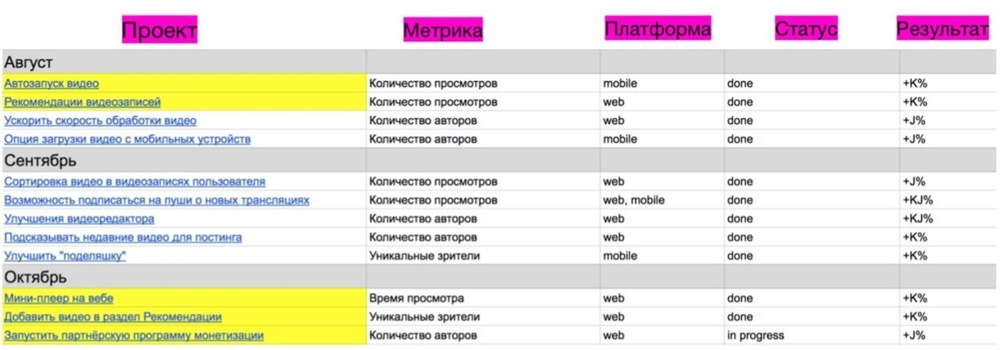 Проект Метрика Платформа Статус Результат
Август
Автозапуск видео Количество просмотров mobile done +K%
Рекомендации видеозаписей Количество просмотров web done +K%
Ускорить скорость обработки видео Количество авторов web done +J%
Опция загрузки видео с мобильных устройств Количество авторов mobile done +J%
Сентябрь
Сортировка видео в видеозаписях пользователя Количество просмотров web done +J%
Возможность подписаться на пуши о новых трансляциях Количество просмотров web, mobile done +KJ%
Улучшения видеоредактора Количество авторов web done +KJ%
Подсказывать недавние видео для постинга Количество авторов web done +K%
Улучшить "поделяшку" Уникальные зрители mobile done +K%
Октябрь
Мини-плеер на вебе Время просмотра web done +K%
Добавить видео в раздел Рекомендации Уникальные зрители web done +K%
Запустить партнёрскую программу монетизации Количество авторов web in progress +J%